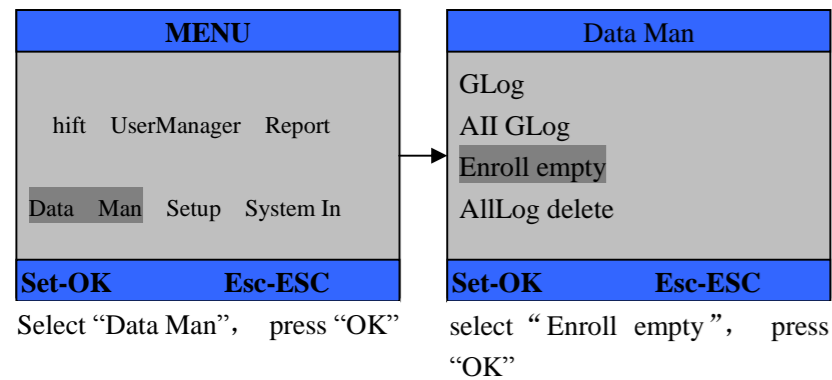 MENU
hift UserManager Report
Data Man Setup System In
Set-OK Esc-ESC
Select “Data Man”， press “OK”
Data Man
GLog
AII GLog
Enroll empty
AllLog delete
Set-OK Esc-ESC
select “Enroll empty”， press
“OK”